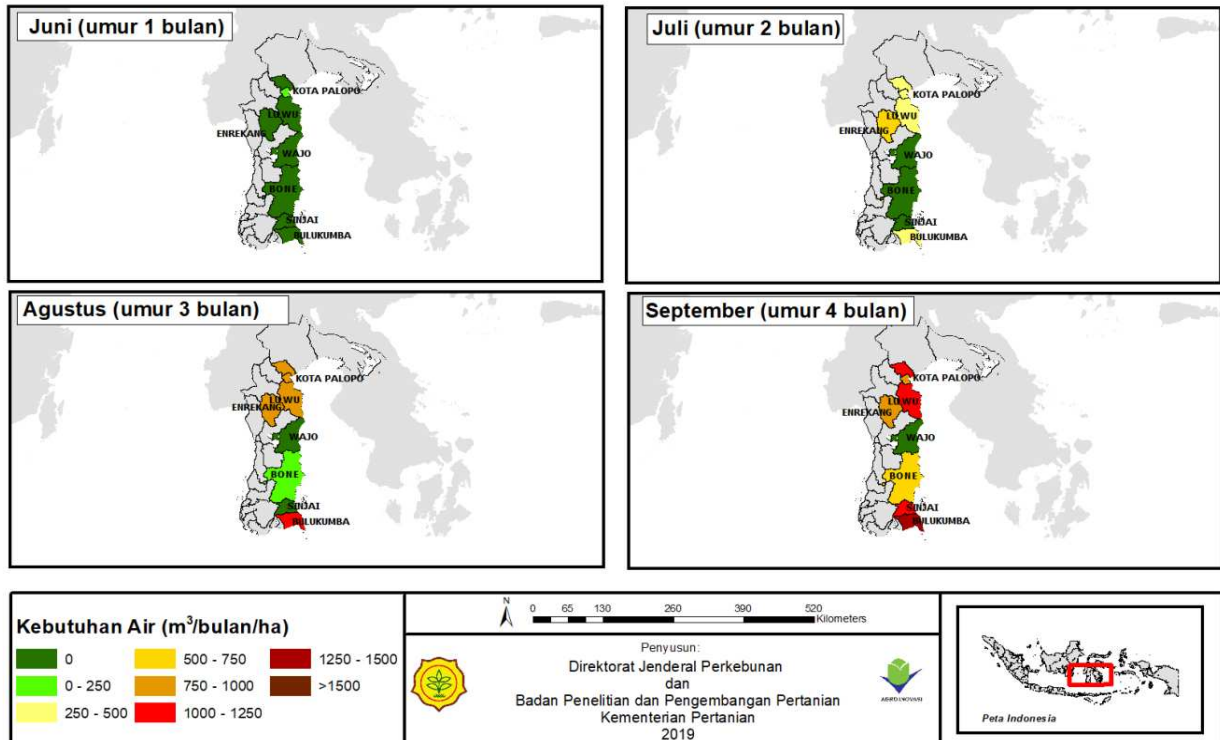 Juni (umur 1 bulan)
KOTA PALOPO
LUWU
ENREKANG
WAJO
BONE
SINJAI
BULUKUMBA
Juli (umur 2 bulan)
KOTA PALOPO
LUWU
ENREKANG
WAJO
BONE
SINJAI
BULUKUMBA
Agustus (umur 3 bulan)
KOTA PALOPO
LUWU
ENREKANG
WAJO
BONE
SINJAI
BULUKUMBA
September (umur 4 bulan)
KOTA PALOPO
LUWU
ENREKANG
WAJO
BONE
SINJAI
BULUKUMBA
Kebutuhan Air (m³/bulan/ha)
0
0 - 250
250 - 500
500 - 750
750 - 1000
1000 - 1250
1250 - 1500
>1500
N
0 65 130 260 390 520
Kilometers
Penyusun:
Direktorat Jenderal Perkebunan
dan
Badan Penelitian dan Pengembangan Pertanian
Kementerian Pertanian
2019
Peta Indonesia